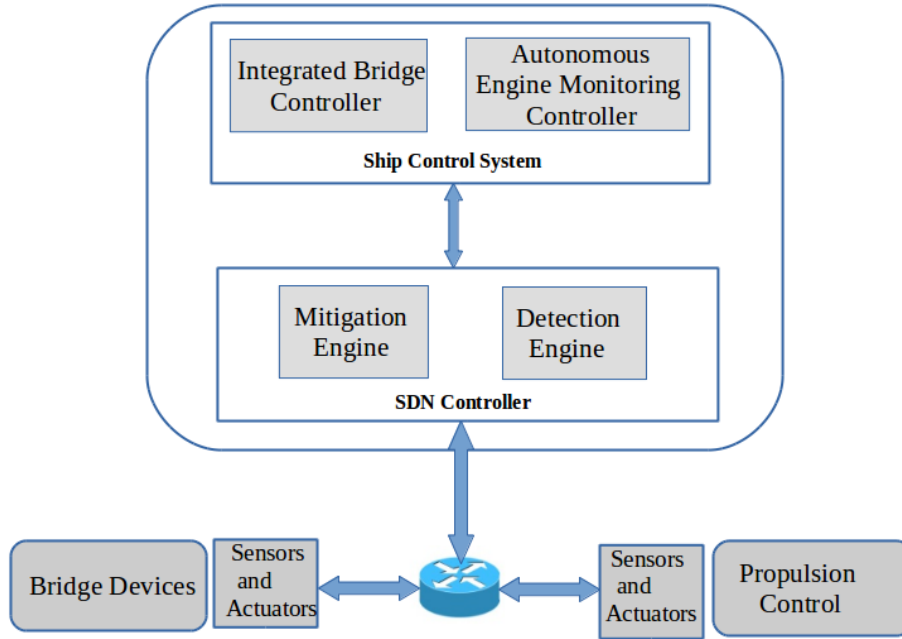 Integrated Bridge
Controller
Autonomous
Engine Monitoring
Controller
Ship Control System
Mitigation
Engine
Detection
Engine
SDN Controller
Bridge Devices
Sensors
and
Actuators
Sensors
and
Actuators
Propulsion
Control